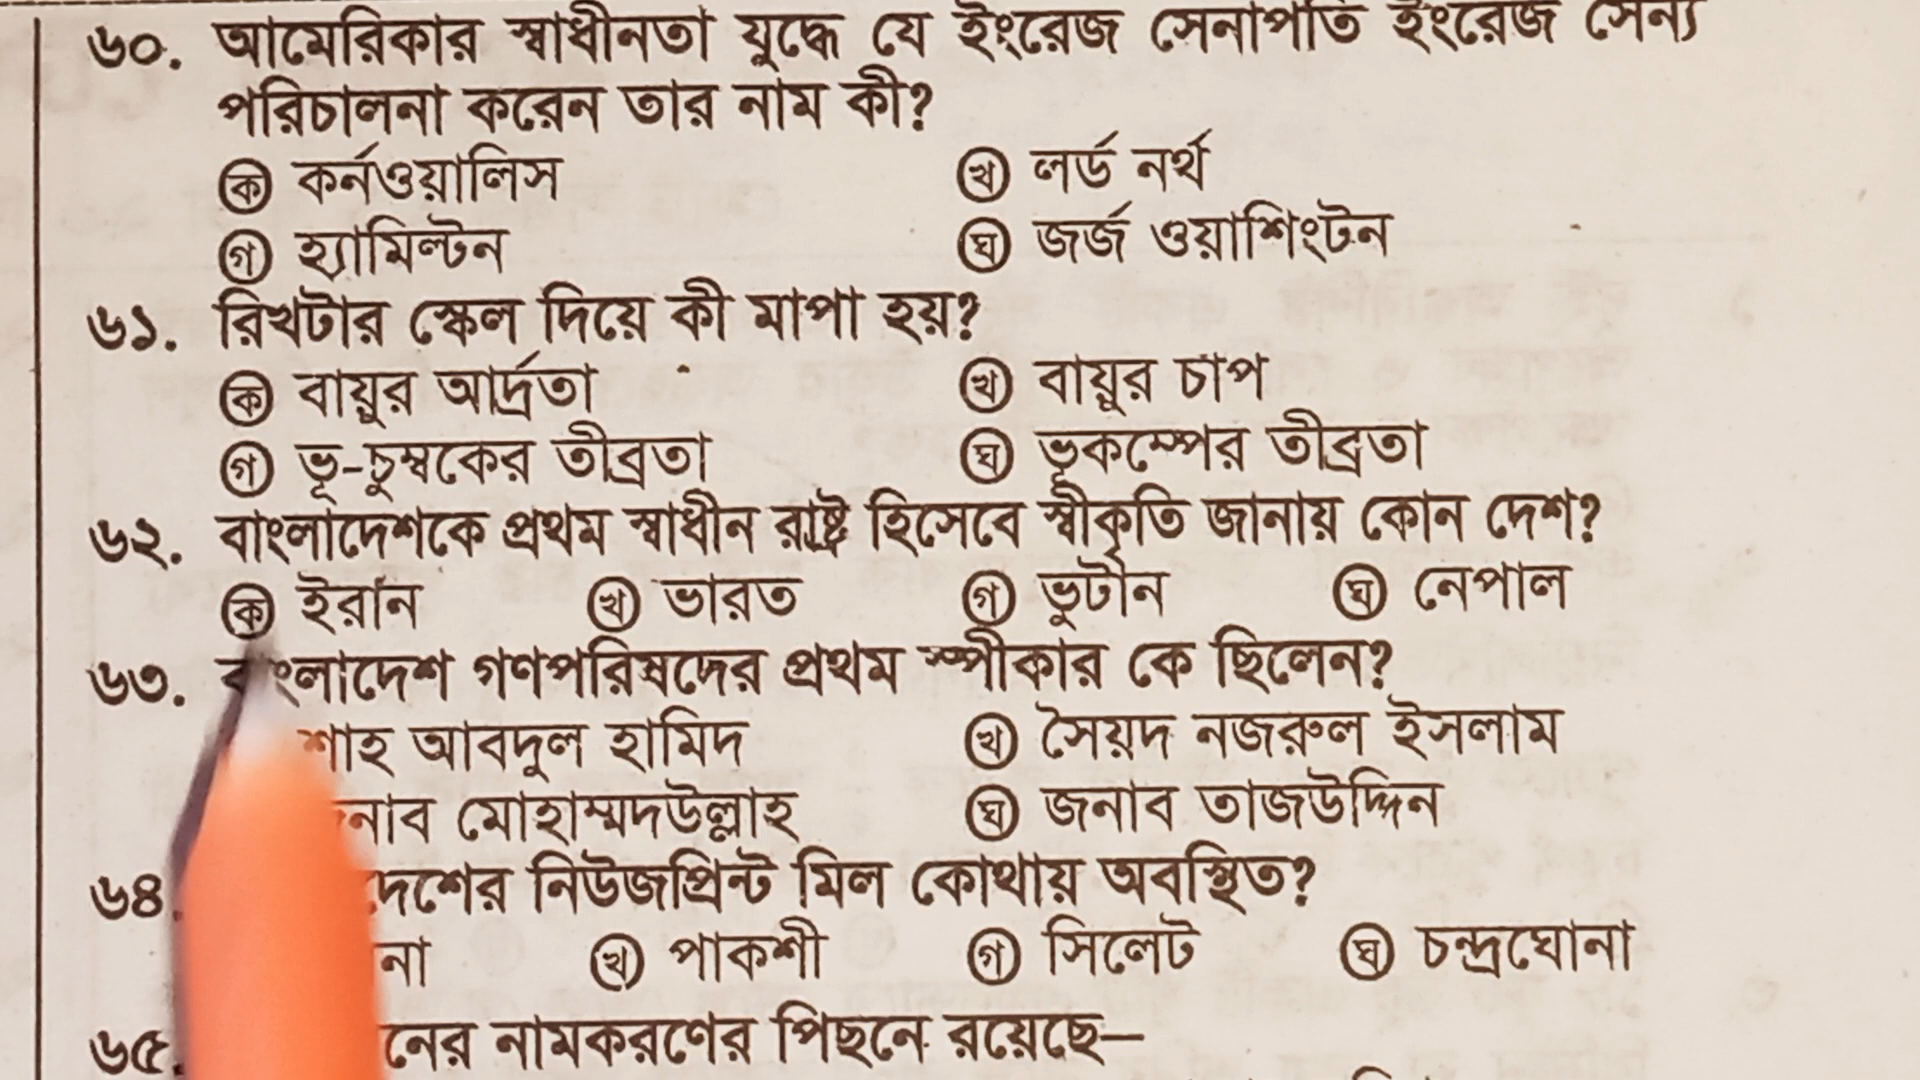 ৬০. আমেরিকার স্বাধীনতা যুদ্ধে যে ইংরেজ সেনাপতি ইংরেজ সৈন্য
পরিচালনা করেন তার নাম কী?
ক কর্নওয়ালিস খ লর্ড নর্থ
গ হ্যামিল্টন ঘ জর্জ ওয়াশিংটন
৬১. রিখটার স্কেল দিয়ে কী মাপা হয়?
ক বায়ুর আর্দ্রতা খ বায়ুর চাপ
গ ভূ-চুম্বকের তীব্রতা ঘ ভূকম্পের তীব্রতা
৬২. বাংলাদেশকে প্রথম স্বাধীন রাষ্ট্র হিসেবে স্বীকৃতি জানায় কোন দেশ?
ক ইরান খ ভারত গ ভুটান ঘ নেপাল
৬৩. বাংলাদেশ গণপরিষদের প্রথম স্পীকার কে ছিলেন?
শাহ আবদুল হামিদ খ সৈয়দ নজরুল ইসলাম
নাব মোহাম্মদউল্লাহ ঘ জনাব তাজউদ্দিন
৬৪. দেশের নিউজপ্রিন্ট মিল কোথায় অবস্থিত?
না খ পাকশী গ সিলেট ঘ চন্দ্রঘোনা
৬৫. নের নামকরণের পিছনে রয়েছে—